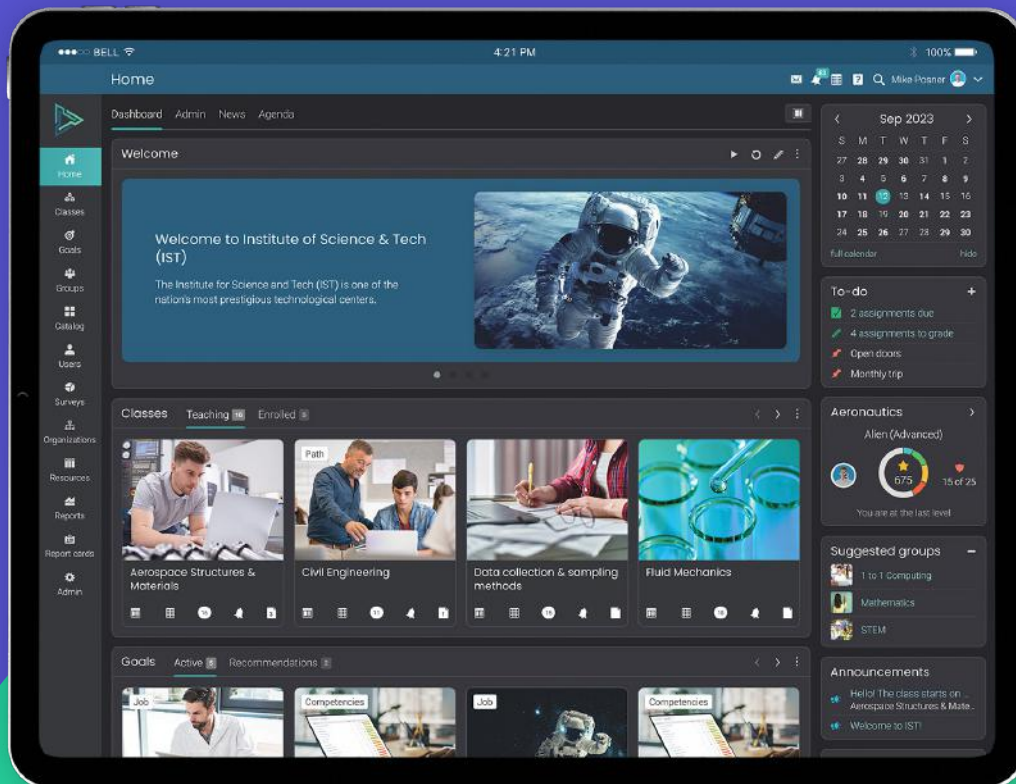 BELL
4:21 PM
100%
Home
63
Mike Posner
Dashboard Admin News Agenda
Home
Classes
Goals
Groups
Catalog
Users
Surveys
Organizations
Resources
Reports
Report cards
Admin
Welcome
Welcome to Institute of Science & Tech
(IST)
The Institute for Science and Tech (IST) is one of the
nation's most prestigious technological centers.
Classes Teaching 16 Enrolled 3
Path
Aerospace Structures &
Materials
Civil Engineering
Data collection & sampling
methods
Fluid Mechanics
Goals Active 5 Recommendations 2
Job
Competencies
Job
Competencies
Sep 2023
S M T W T F S
27 28 29 30 31 1 2
3 4 5 6 7 8 9
10 11 12 13 14 15 16
17 18 19 20 21 22 23
24 25 26 27 28 29 30
full calendar hide
To-do
2 assignments due
4 assignments to grade
Open doors
Monthly trip
Aeronautics
Alien (Advanced)
675
15 of 25
You are at the last level
Suggested groups
1 to 1 Computing
Mathematics
STEM
Announcements
Hello! The class starts on ...
Aerospace Structures & Mate...
Welcome to IST!